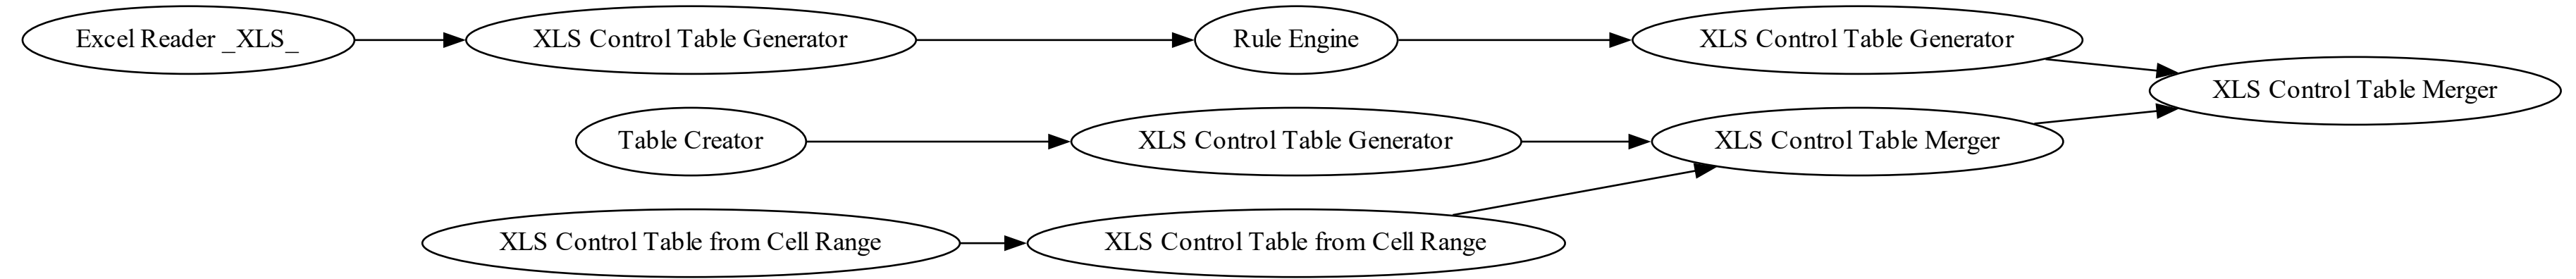 Excel Reader _XLS_
XLS Control Table Generator
Rule Engine
XLS Control Table Generator
XLS Control Table Merger
Table Creator
XLS Control Table Generator
XLS Control Table Merger
XLS Control Table from Cell Range
XLS Control Table from Cell Range